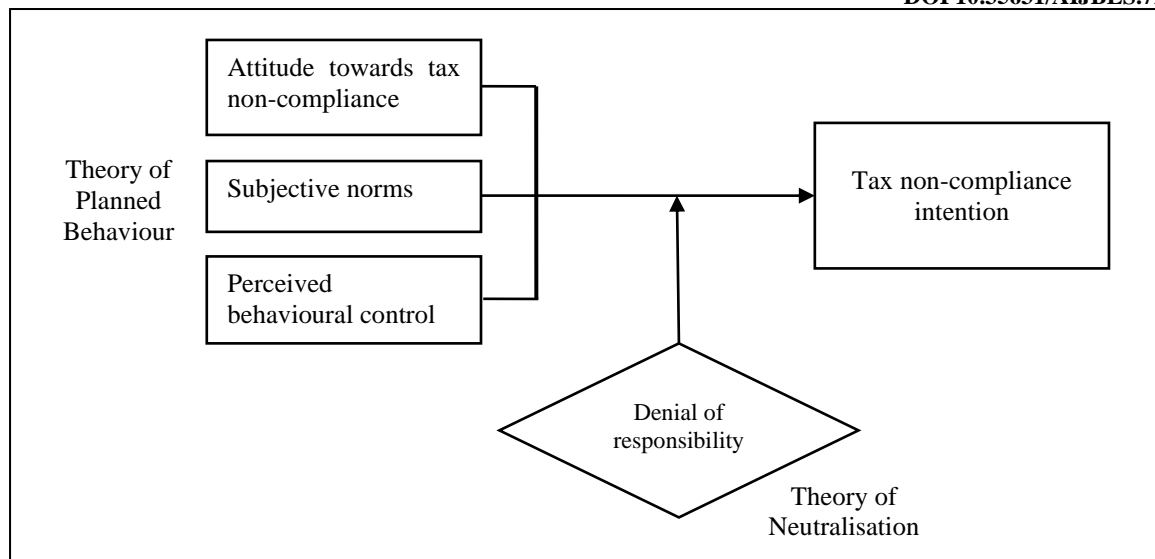 Attitude towards tax
non-compliance
Theory of
Planned
Behaviour
Subjective norms
Perceived
behavioural control
Tax non-compliance
intention
Denial of
responsibility
Theory of
Neutralisation